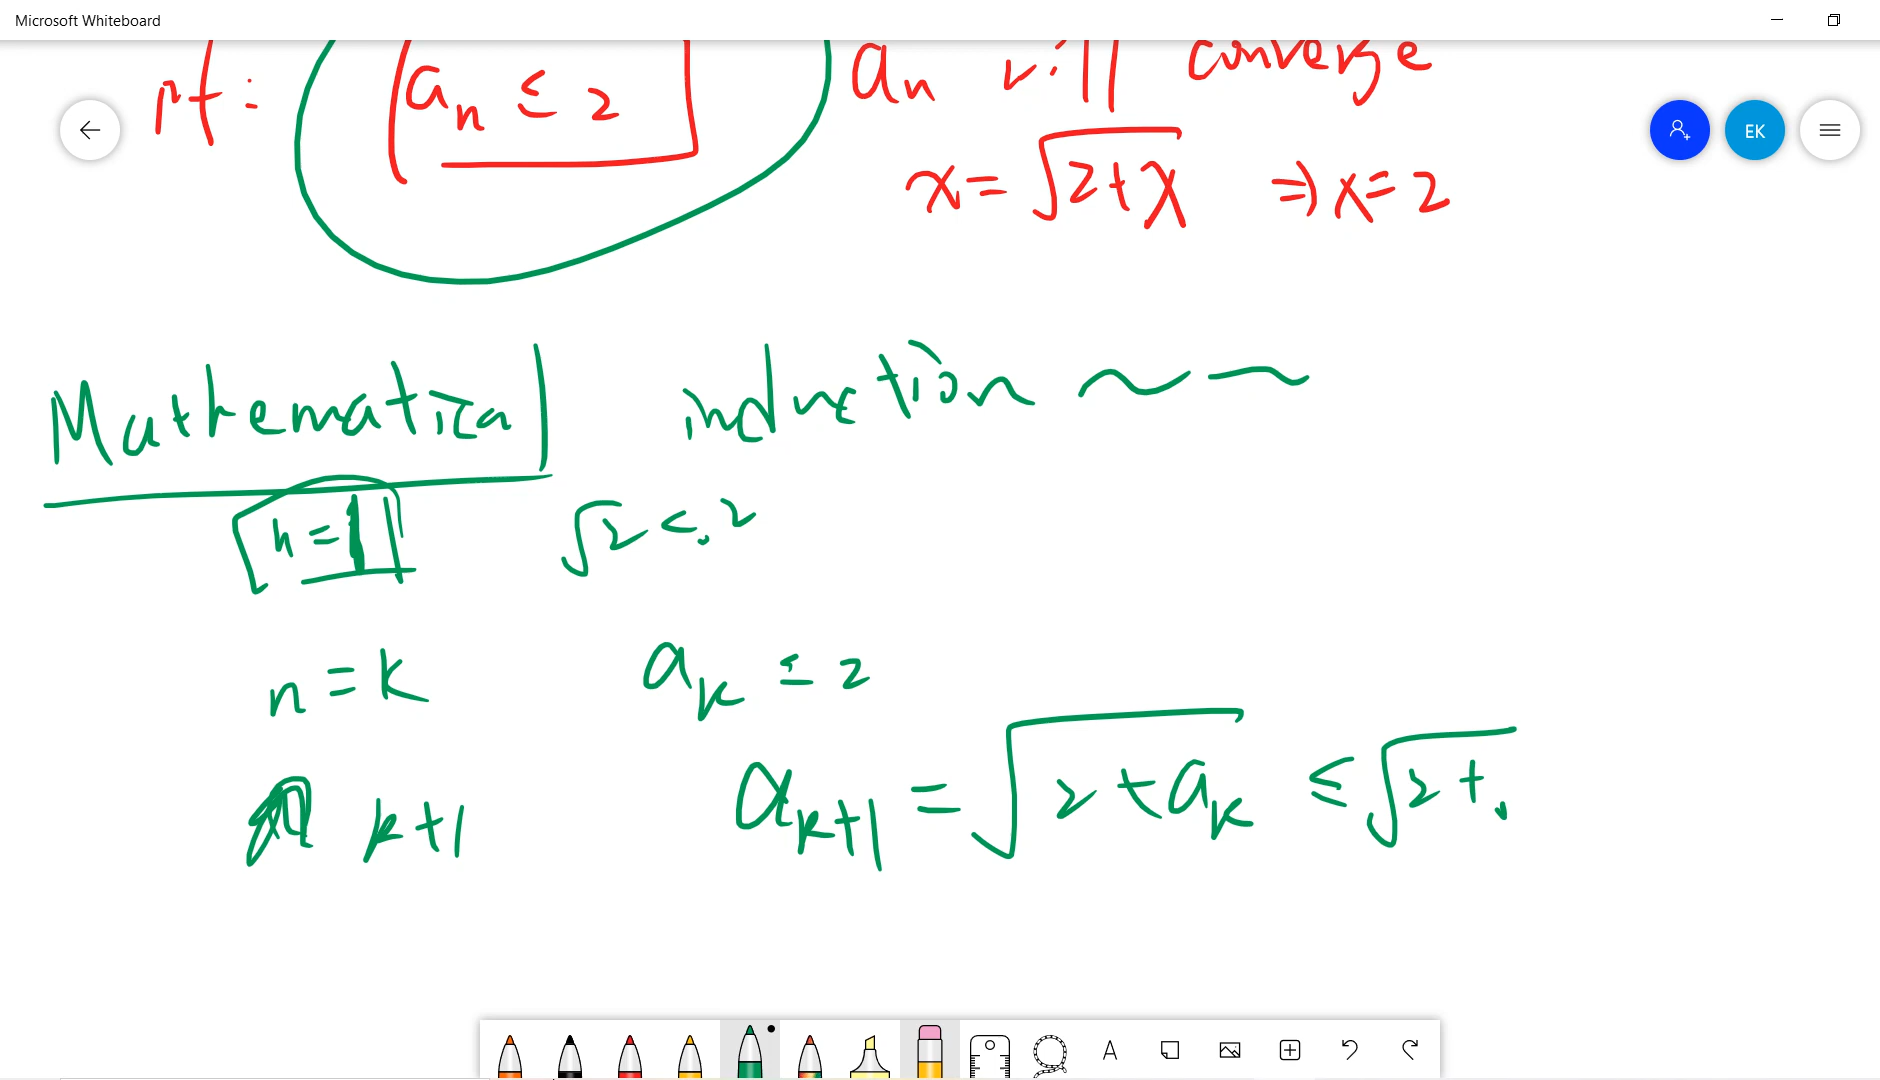 Microsoft Whiteboard
pf : aₙ ≤ 2 aₙ will converge
x = √2+x ⇒ x = 2
EK
Mathematical induction ~ ~
n = 1 √2 < 2
n = k aₖ ≤ 2
k+1 aₖ₊₁ = √2 + aₖ ≤ √2 +
A